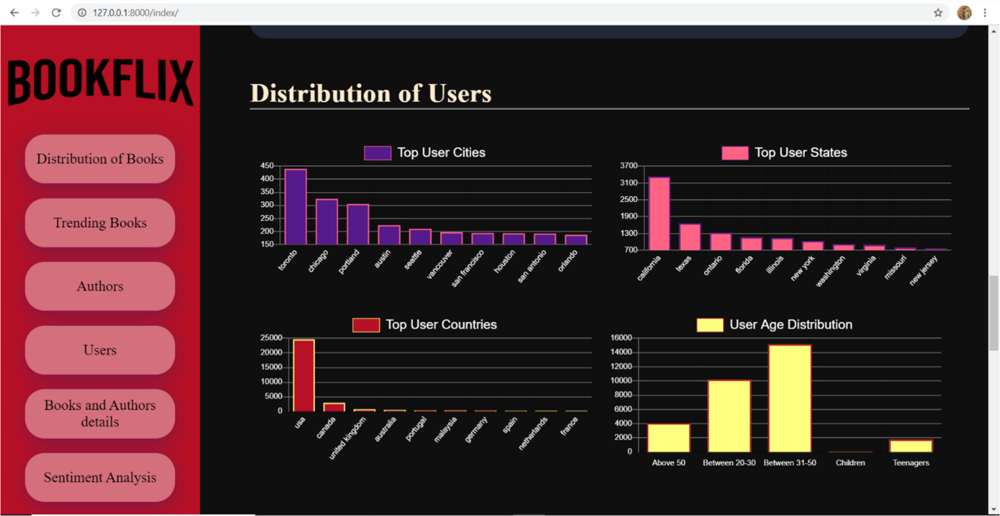 127.0.0.1:8000/index/
BOOKFLIX
Distribution of Books
Trending Books
Authors
Users
Books and Authors
details
Sentiment Analysis
Distribution of Users
Top User Cities
450
400
350
300
250
200
150
toronto
chicago
portland
austin
seattle
vancouver
san francisco
houston
san antonio
orlando
Top User States
3700
3100
2500
1900
1300
700
california
texas
ontario
florida
illinois
new york
washington
virginia
missouri
new jersey
Top User Countries
25000
20000
15000
10000
5000
0
usa
canada
united kingdom
australia
portugal
malaysia
germany
spain
netherlands
france
User Age Distribution
16000
14000
12000
10000
8000
6000
4000
2000
0
Above 50
Between 20-30
Between 31-50
Children
Teenagers